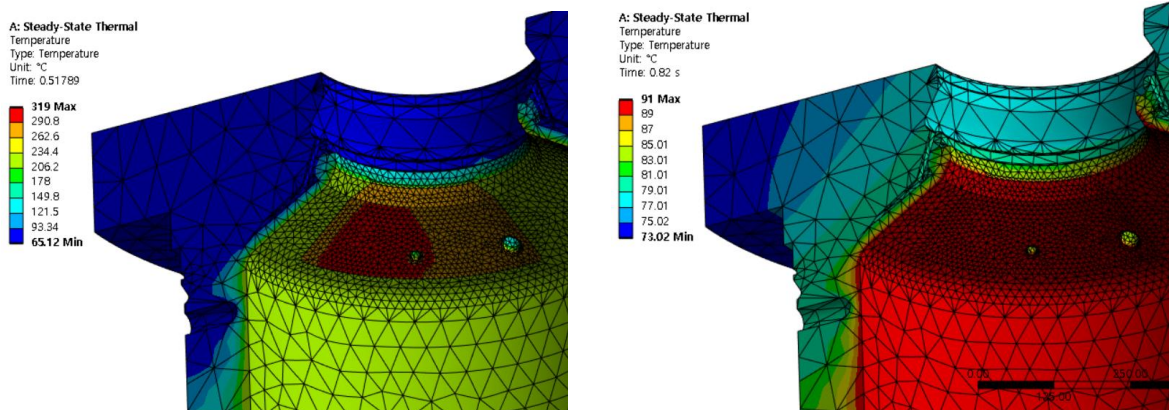 A: Steady-State Thermal
Temperature
Type: Temperature
Unit: °C
Time: 0.51789
319 Max
290.8
262.6
234.4
206.2
178
149.8
121.5
93.34
65.12 Min
A: Steady-State Thermal
Temperature
Type: Temperature
Unit: °C
Time: 0.82 s
91 Max
89
87
85.01
83.01
81.01
79.01
77.01
75.02
73.02 Min
0.00
250.00
125.00